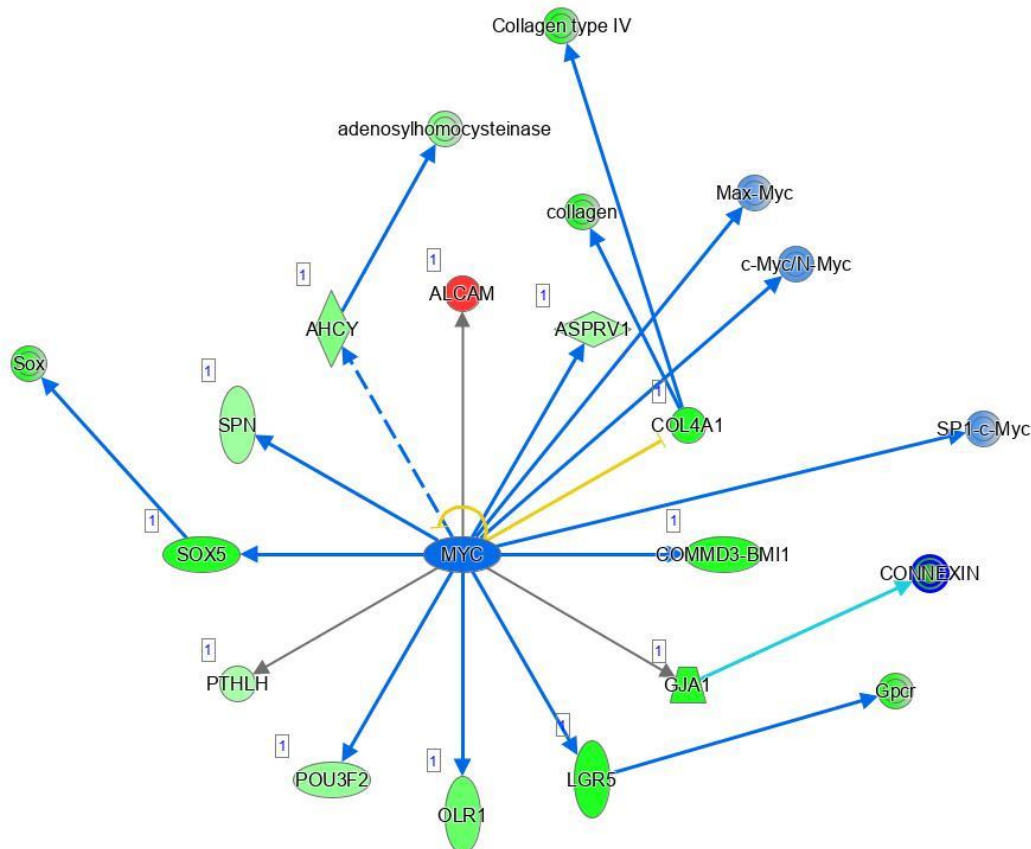 Collagen type IV
adenosylhomocysteinase
Max-Myc
collagen
c-Myc/N-Myc
1
1
ALCAM
1
AHCY
ASPRV1
Sox
1
1
COL4A1
SPN
SP1-c-Myc
1
1
SOX5
MYC
COMMD3-BMI1
CONNEXIN
1
1
PTHLH
GJA1
Gpcr
1
1
1
POU3F2
LGR5
OLR1